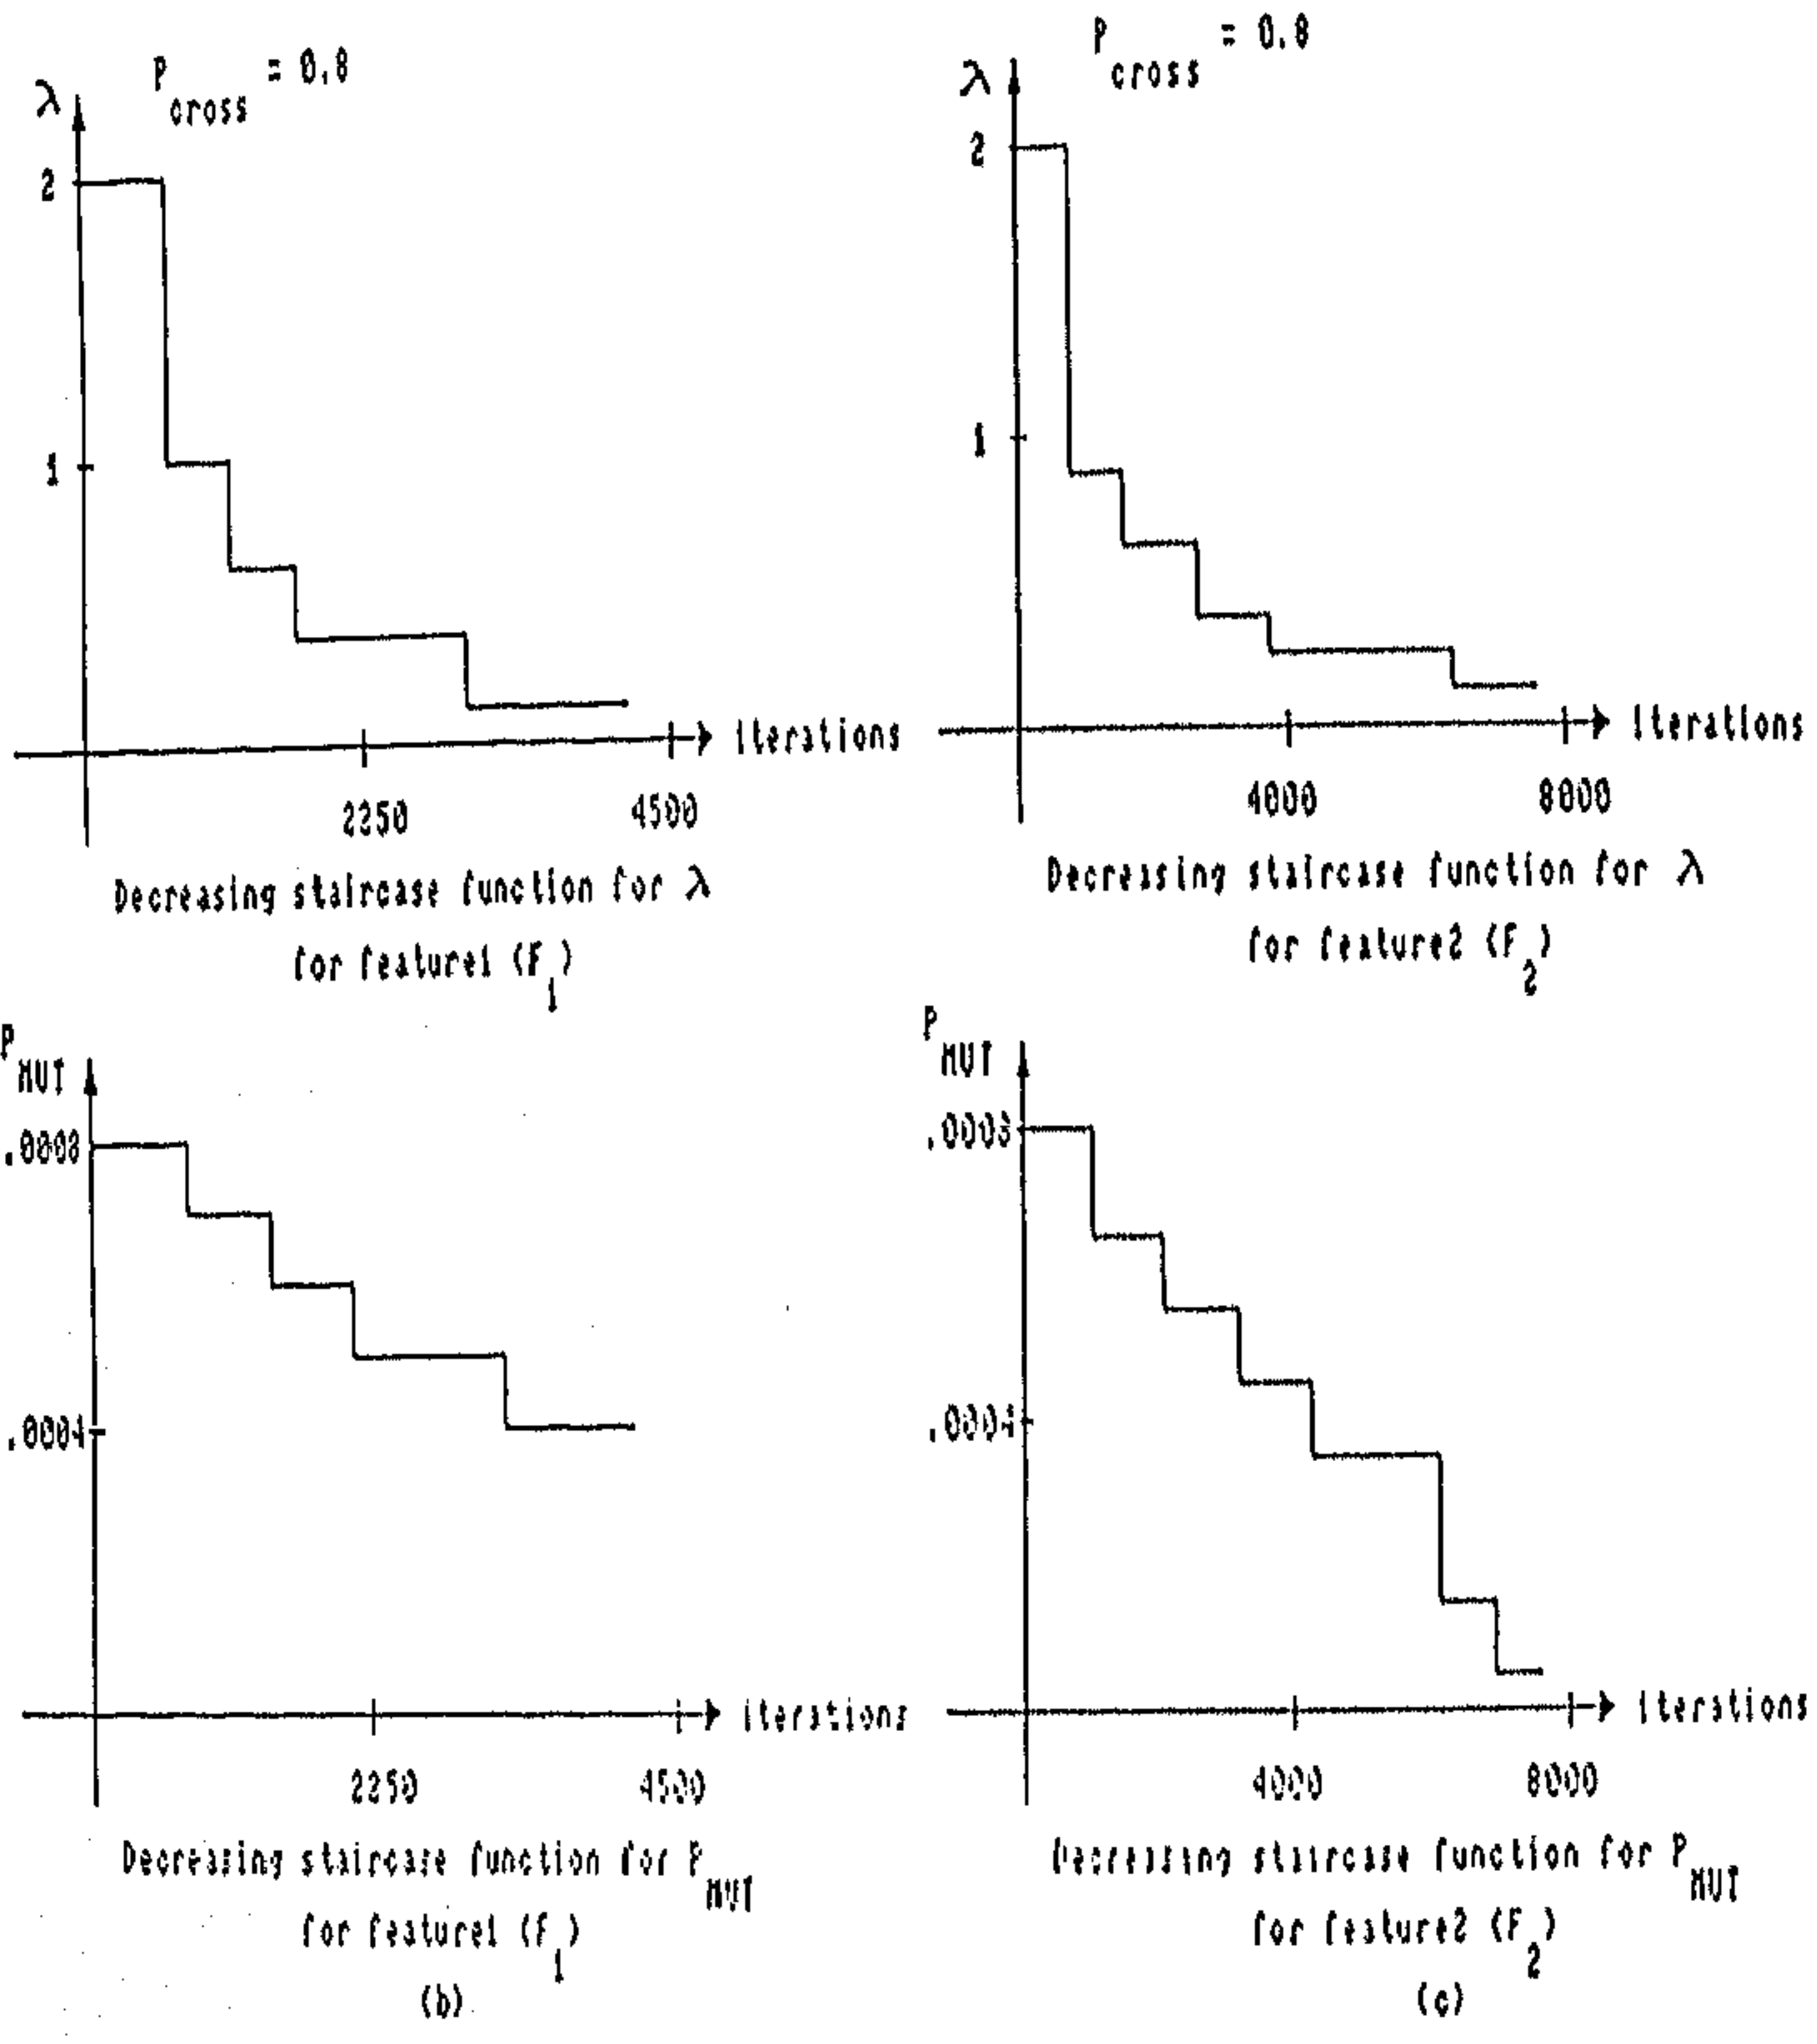 P cross = 0.8
λ
2
1
Iterations
2250
4500
Decreasing staircase function for λ
for feature1 (F1)
P cross = 0.8
λ
2
1
Iterations
4000
8000
Decreasing staircase function for λ
for feature2 (F2)
P MUT
.0008
.0004
Iterations
2250
4500
Decreasing staircase function for P MUT
for feature1 (F1)
(b)
P MUT
.0008
.0004
Iterations
4000
8000
Decreasing staircase function for P MUT
for feature2 (F2)
(c)